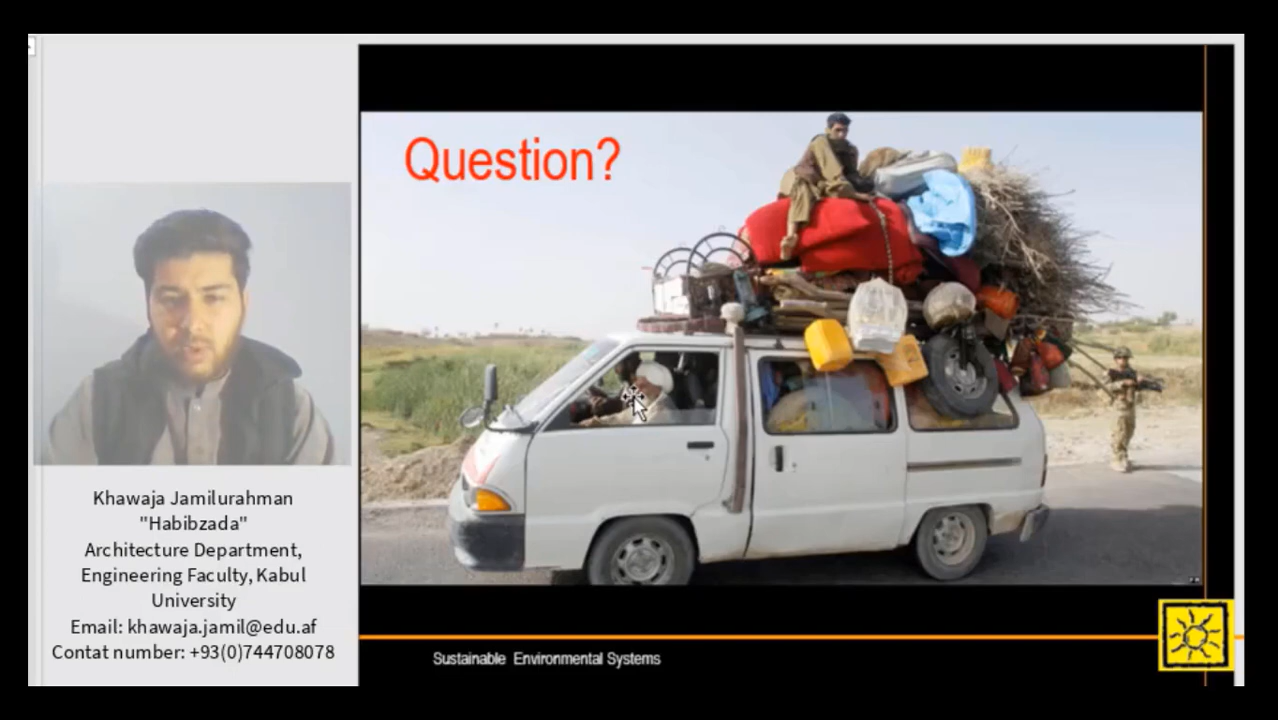 Question?
Khawaja Jamilurahman
"Habibzada"
Architecture Department,
Engineering Faculty, Kabul
University
Email: khawaja.jamil@edu.af
Contat number: +93(0)744708078
Sustainable Environmental Systems